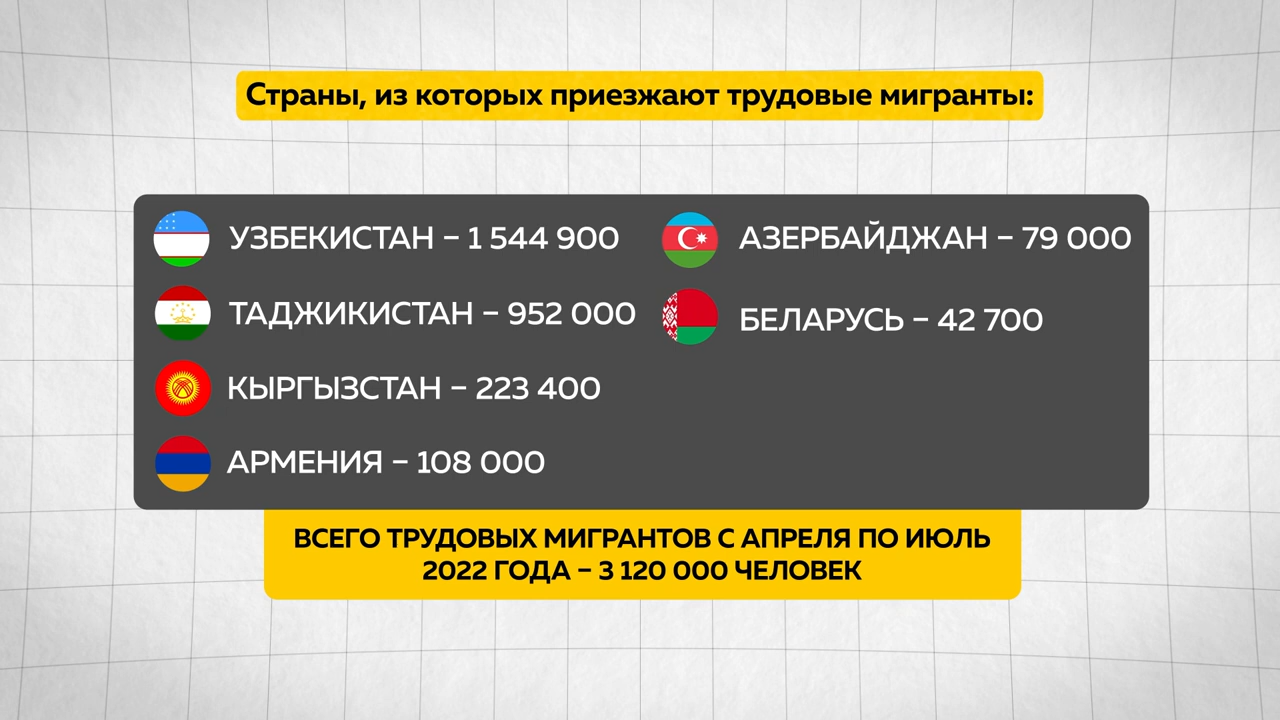 Страны, из которых приезжают трудовые мигранты:
УЗБЕКИСТАН – 1 544 900
ТАДЖИКИСТАН – 952 000
КЫРГЫЗСТАН – 223 400
АРМЕНИЯ – 108 000
АЗЕРБАЙДЖАН – 79 000
БЕЛАРУСЬ – 42 700
ВСЕГО ТРУДОВЫХ МИГРАНТОВ С АПРЕЛЯ ПО ИЮЛЬ
2022 ГОДА – 3 120 000 ЧЕЛОВЕК